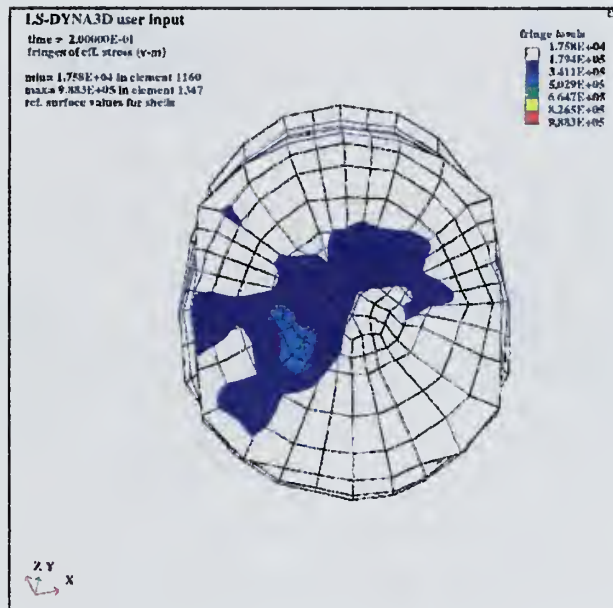 LS-DYNA3D user input
time = 2.00000E-01
fringes of eff. stress (v-m)
min= 1.758E+04 in element 1160
max= 9.883E+05 in element 1347
ref. surface values for shells
fringe levels
1.758E+04
1.794E+05
3.411E+05
5.029E+05
6.647E+05
8.265E+05
9.883E+05
Z Y
X